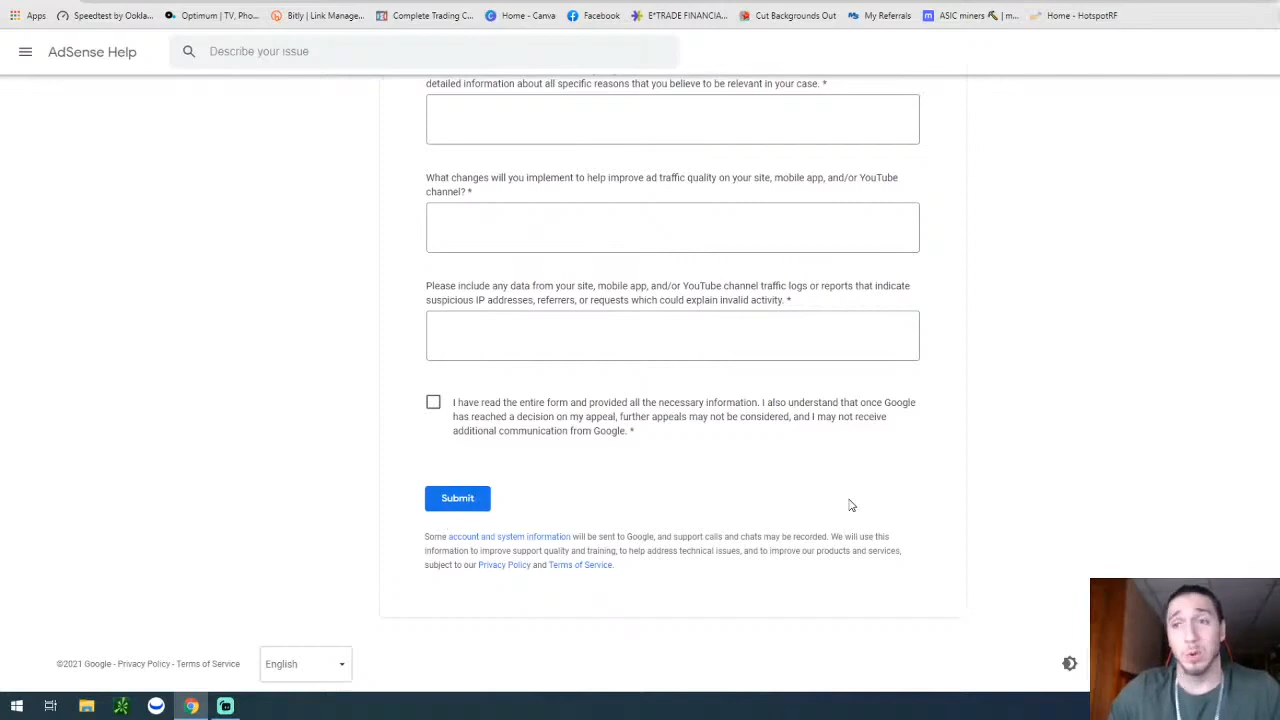 Apps Speedtest by Ookla... Optimum | TV, Pho... Bitly | Link Manage... Complete Trading C... Home - Canva Facebook E*TRADE FINANCIA... Cut Backgrounds Out My Referrals ASIC miners ⛏ | m... Home - HotspotRF
AdSense Help Describe your issue
detailed information about all specific reasons that you believe to be relevant in your case. *
What changes will you implement to help improve ad traffic quality on your site, mobile app, and/or YouTube
channel? *
Please include any data from your site, mobile app, and/or YouTube channel traffic logs or reports that indicate
suspicious IP addresses, referrers, or requests which could explain invalid activity. *
I have read the entire form and provided all the necessary information. I also understand that once Google
has reached a decision on my appeal, further appeals may not be considered, and I may not receive
additional communication from Google. *
Submit
Some account and system information will be sent to Google, and support calls and chats may be recorded. We will use this
information to improve support quality and training, to help address technical issues, and to improve our products and services,
subject to our Privacy Policy and Terms of Service.
©2021 Google - Privacy Policy - Terms of Service English